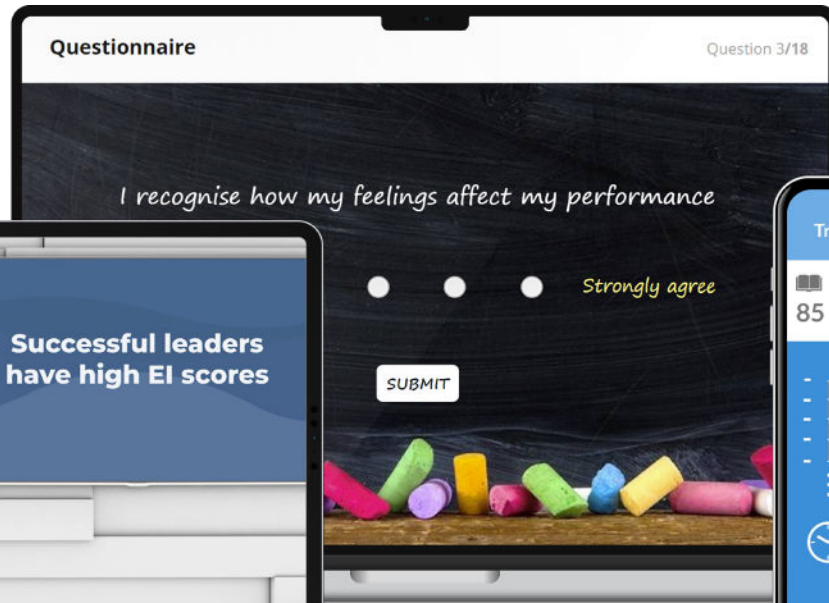 Questionnaire
Question 3/18
I recognise how my feelings affect my performance
Strongly agree
SUBMIT
Successful leaders
have high EI scores
85